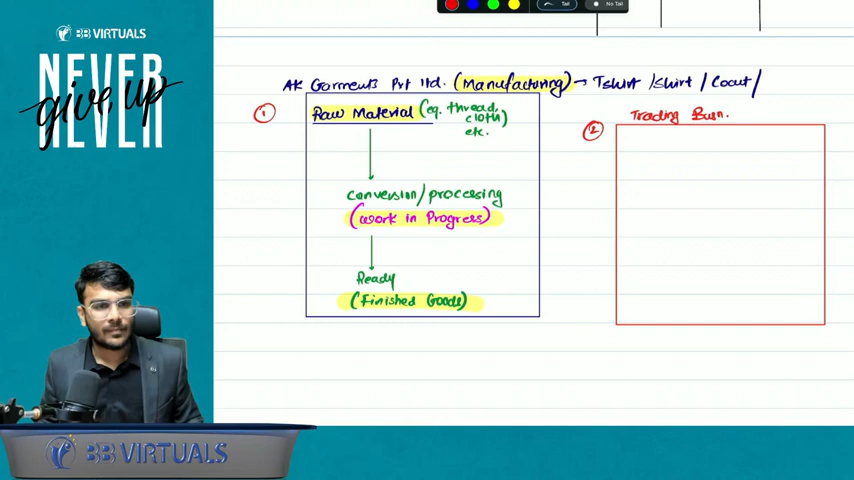 Tail
No Tail
BB VIRTUALS
NEVER
give up
NEVER
AK Garments Pvt ltd. (Manufacturing) → Tshirt /shirt / Coat /
① Raw Material (eg. thread, cloth etc.)
② Trading Busn.
conversion/processing
(work in Progress)
Ready
(Finished Goods)
BB VIRTUALS